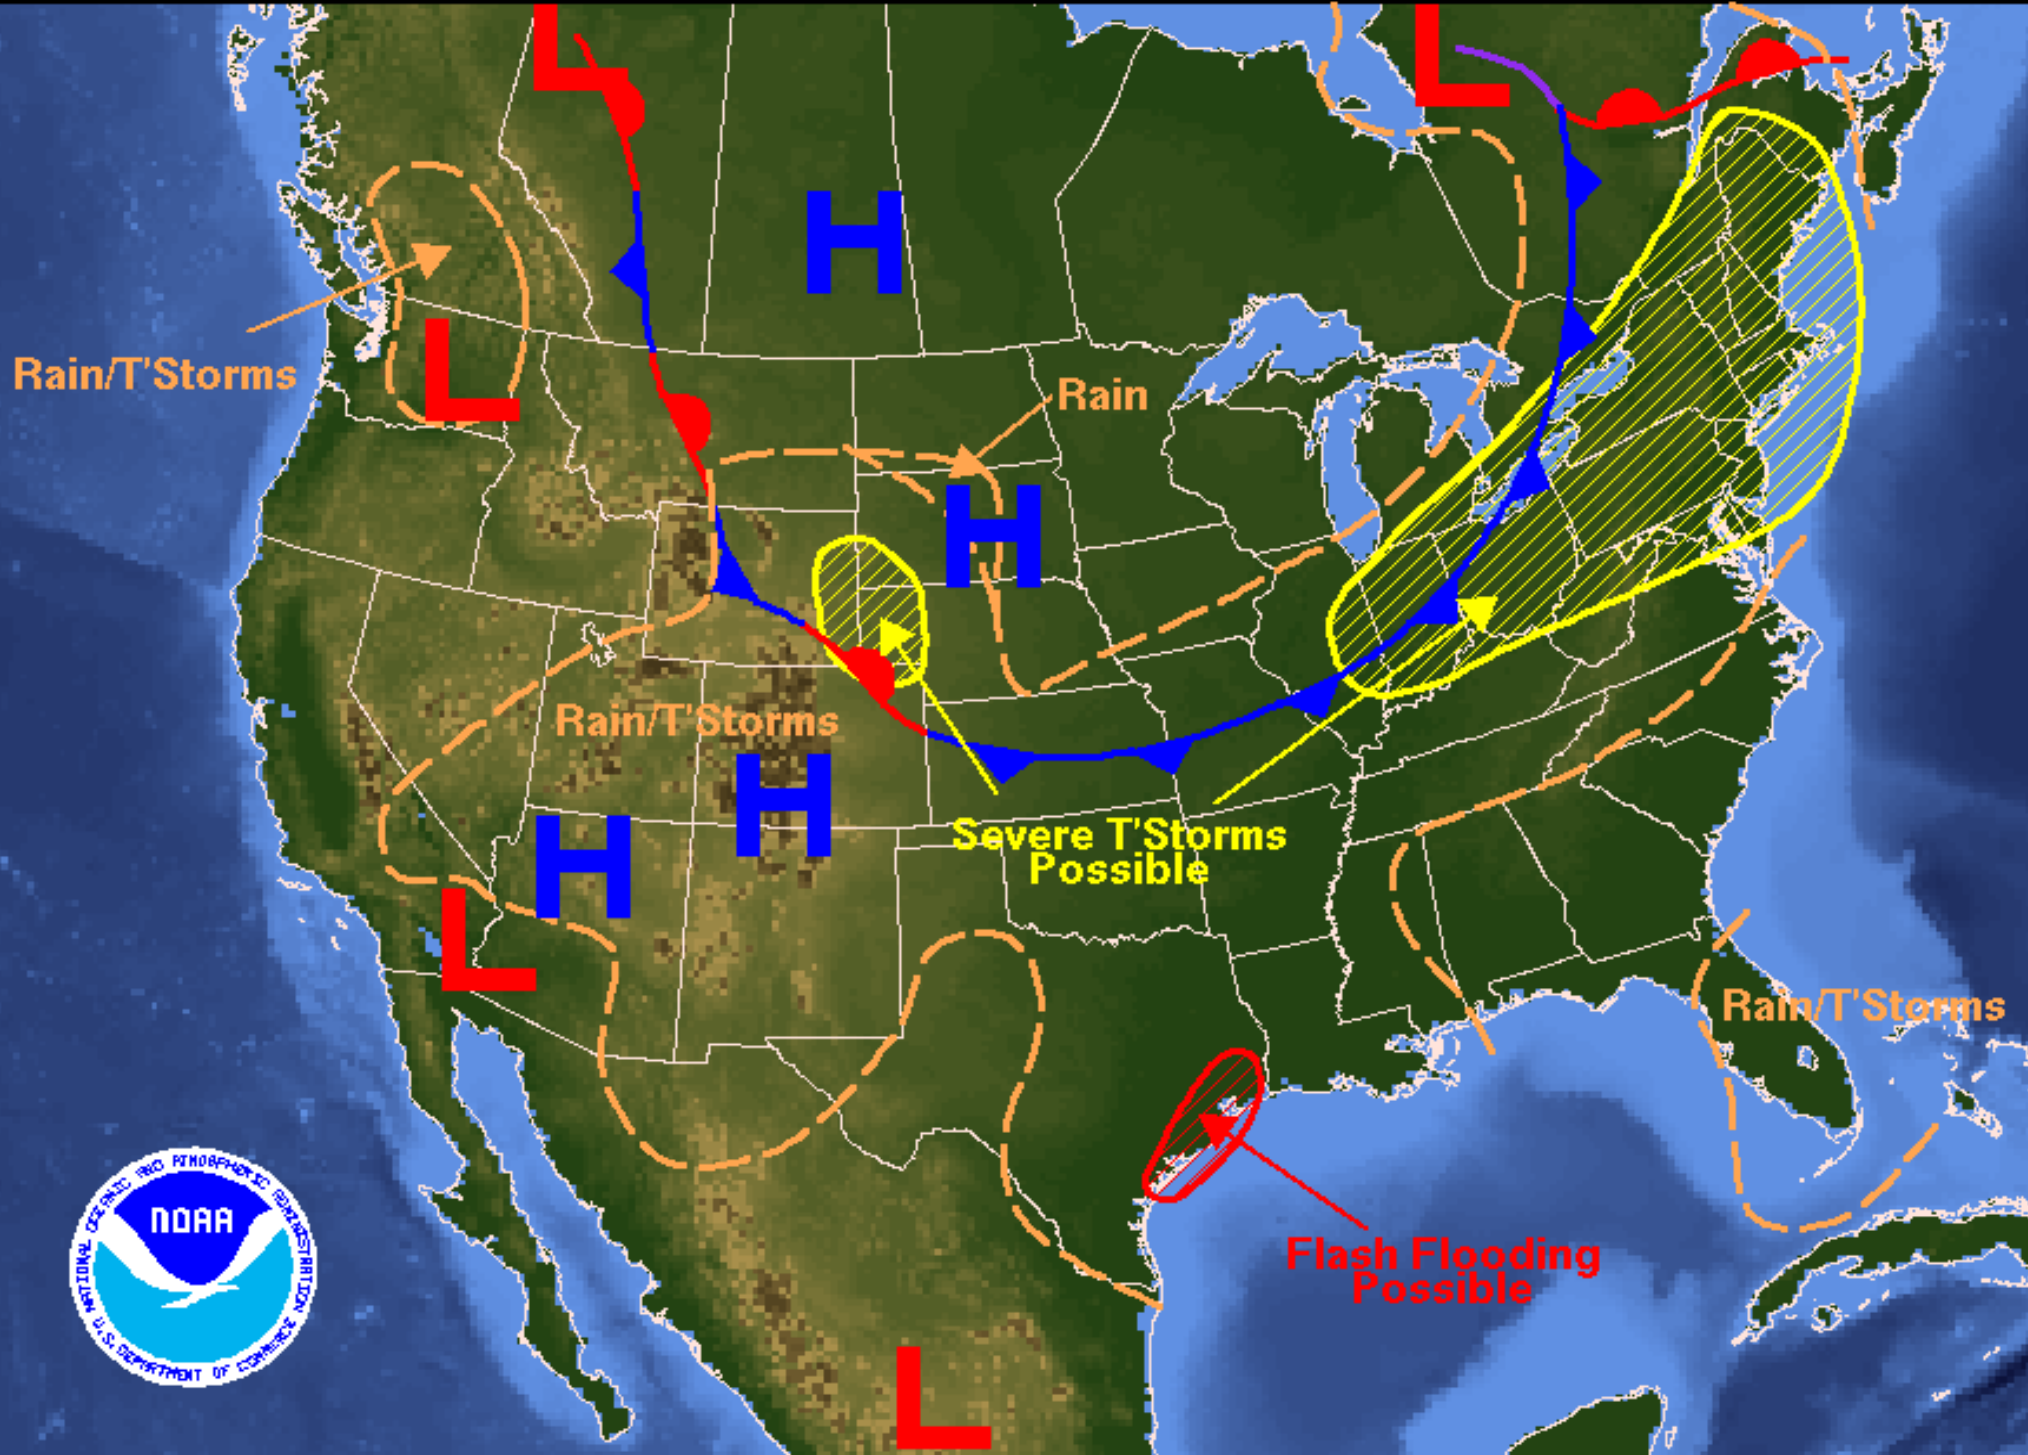 L
L
H
Rain/T'Storms
L
Rain
H
Rain/T'Storms
H
H
Severe T'Storms
Possible
L
Rain/T'Storms
NATIONAL OCEANIC AND ATMOSPHERIC ADMINISTRATION
NOAA
U.S. DEPARTMENT OF COMMERCE
Flash Flooding
Possible
L